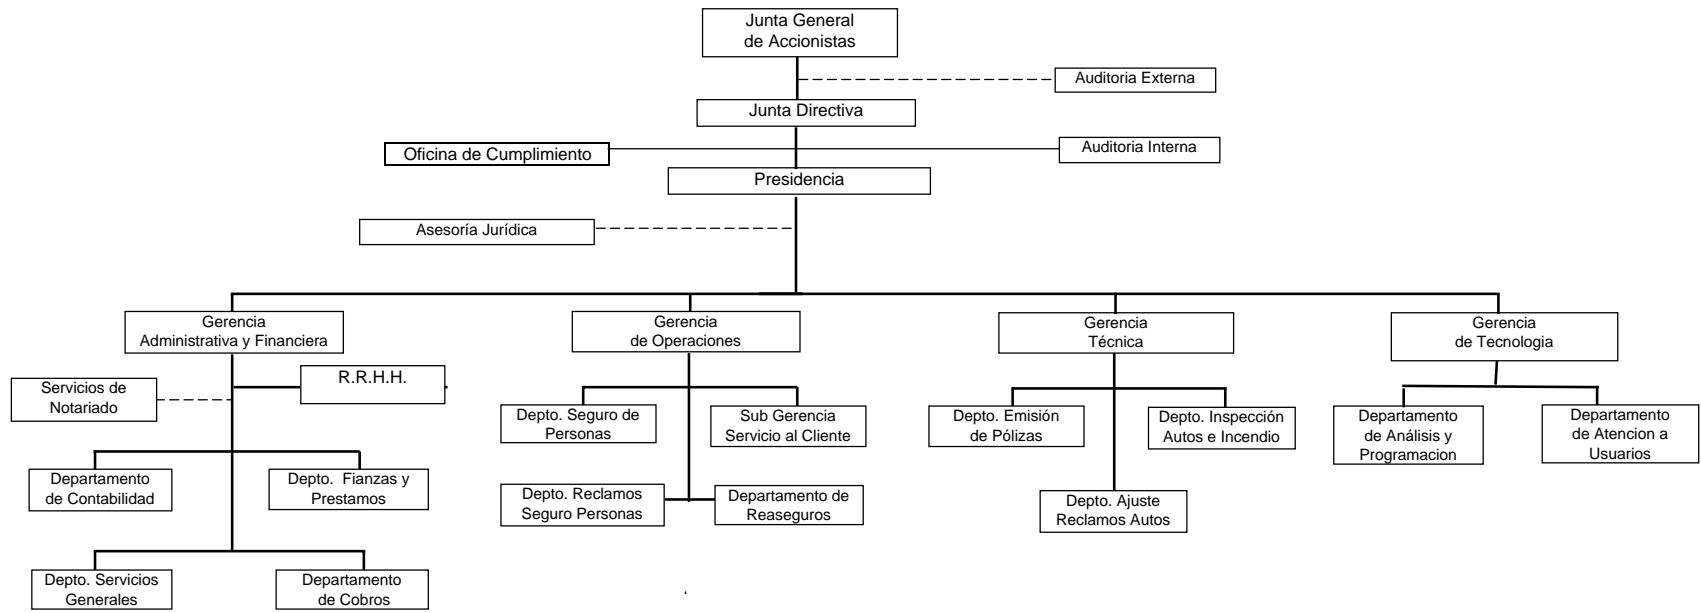 Junta General
de Accionistas
Auditoria Externa
Junta Directiva
Oficina de Cumplimiento
Auditoria Interna
Presidencia
Asesoría Jurídica
Gerencia
Administrativa y Financiera
Gerencia
de Operaciones
Gerencia
Técnica
Gerencia
de Tecnologia
Servicios de
Notariado
R.R.H.H.
Depto. Seguro de
Personas
Sub Gerencia
Servicio al Cliente
Depto. Emisión
de Pólizas
Depto. Inspección
Autos e Incendio
Departamento
de Análisis y
Programacion
Departamento
de Atencion a
Usuarios
Departamento
de Contabilidad
Depto. Fianzas y
Prestamos
Depto. Reclamos
Seguro Personas
Departamento de
Reaseguros
Depto. Ajuste
Reclamos Autos
Depto. Servicios
Generales
Departamento
de Cobros